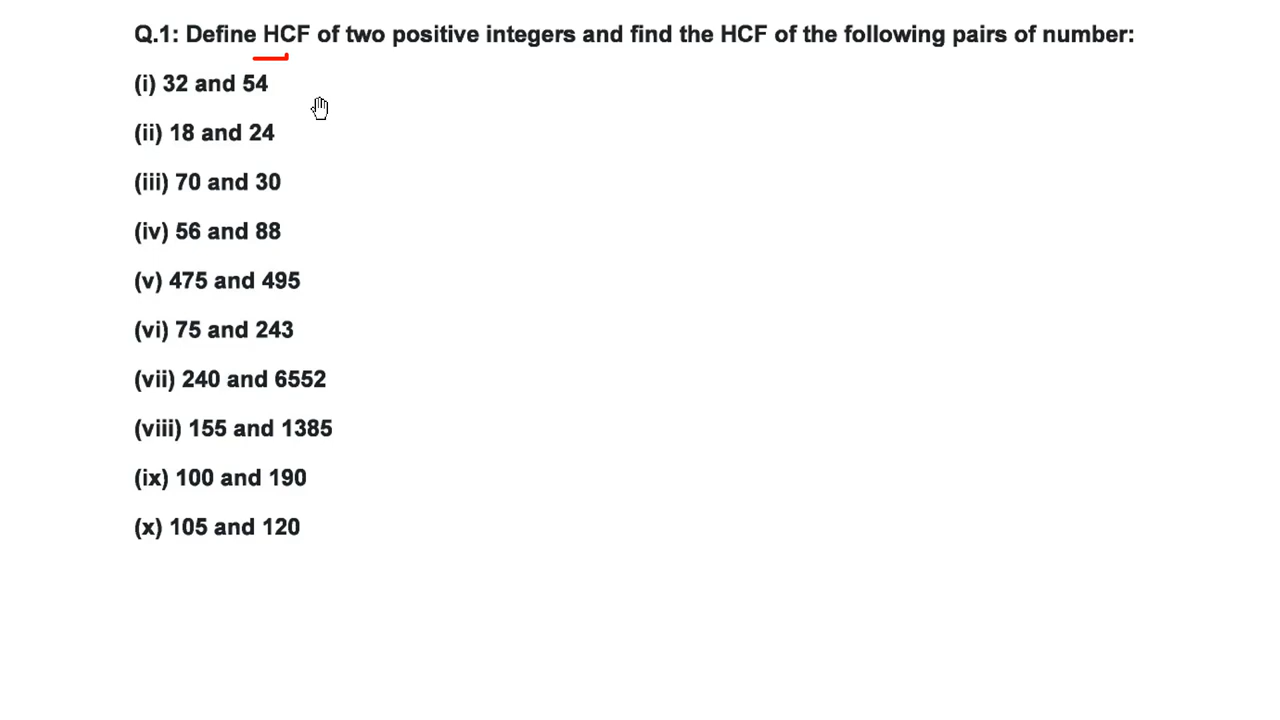 Q.1: Define HCF of two positive integers and find the HCF of the following pairs of number:
(i) 32 and 54
(ii) 18 and 24
(iii) 70 and 30
(iv) 56 and 88
(v) 475 and 495
(vi) 75 and 243
(vii) 240 and 6552
(viii) 155 and 1385
(ix) 100 and 190
(x) 105 and 120